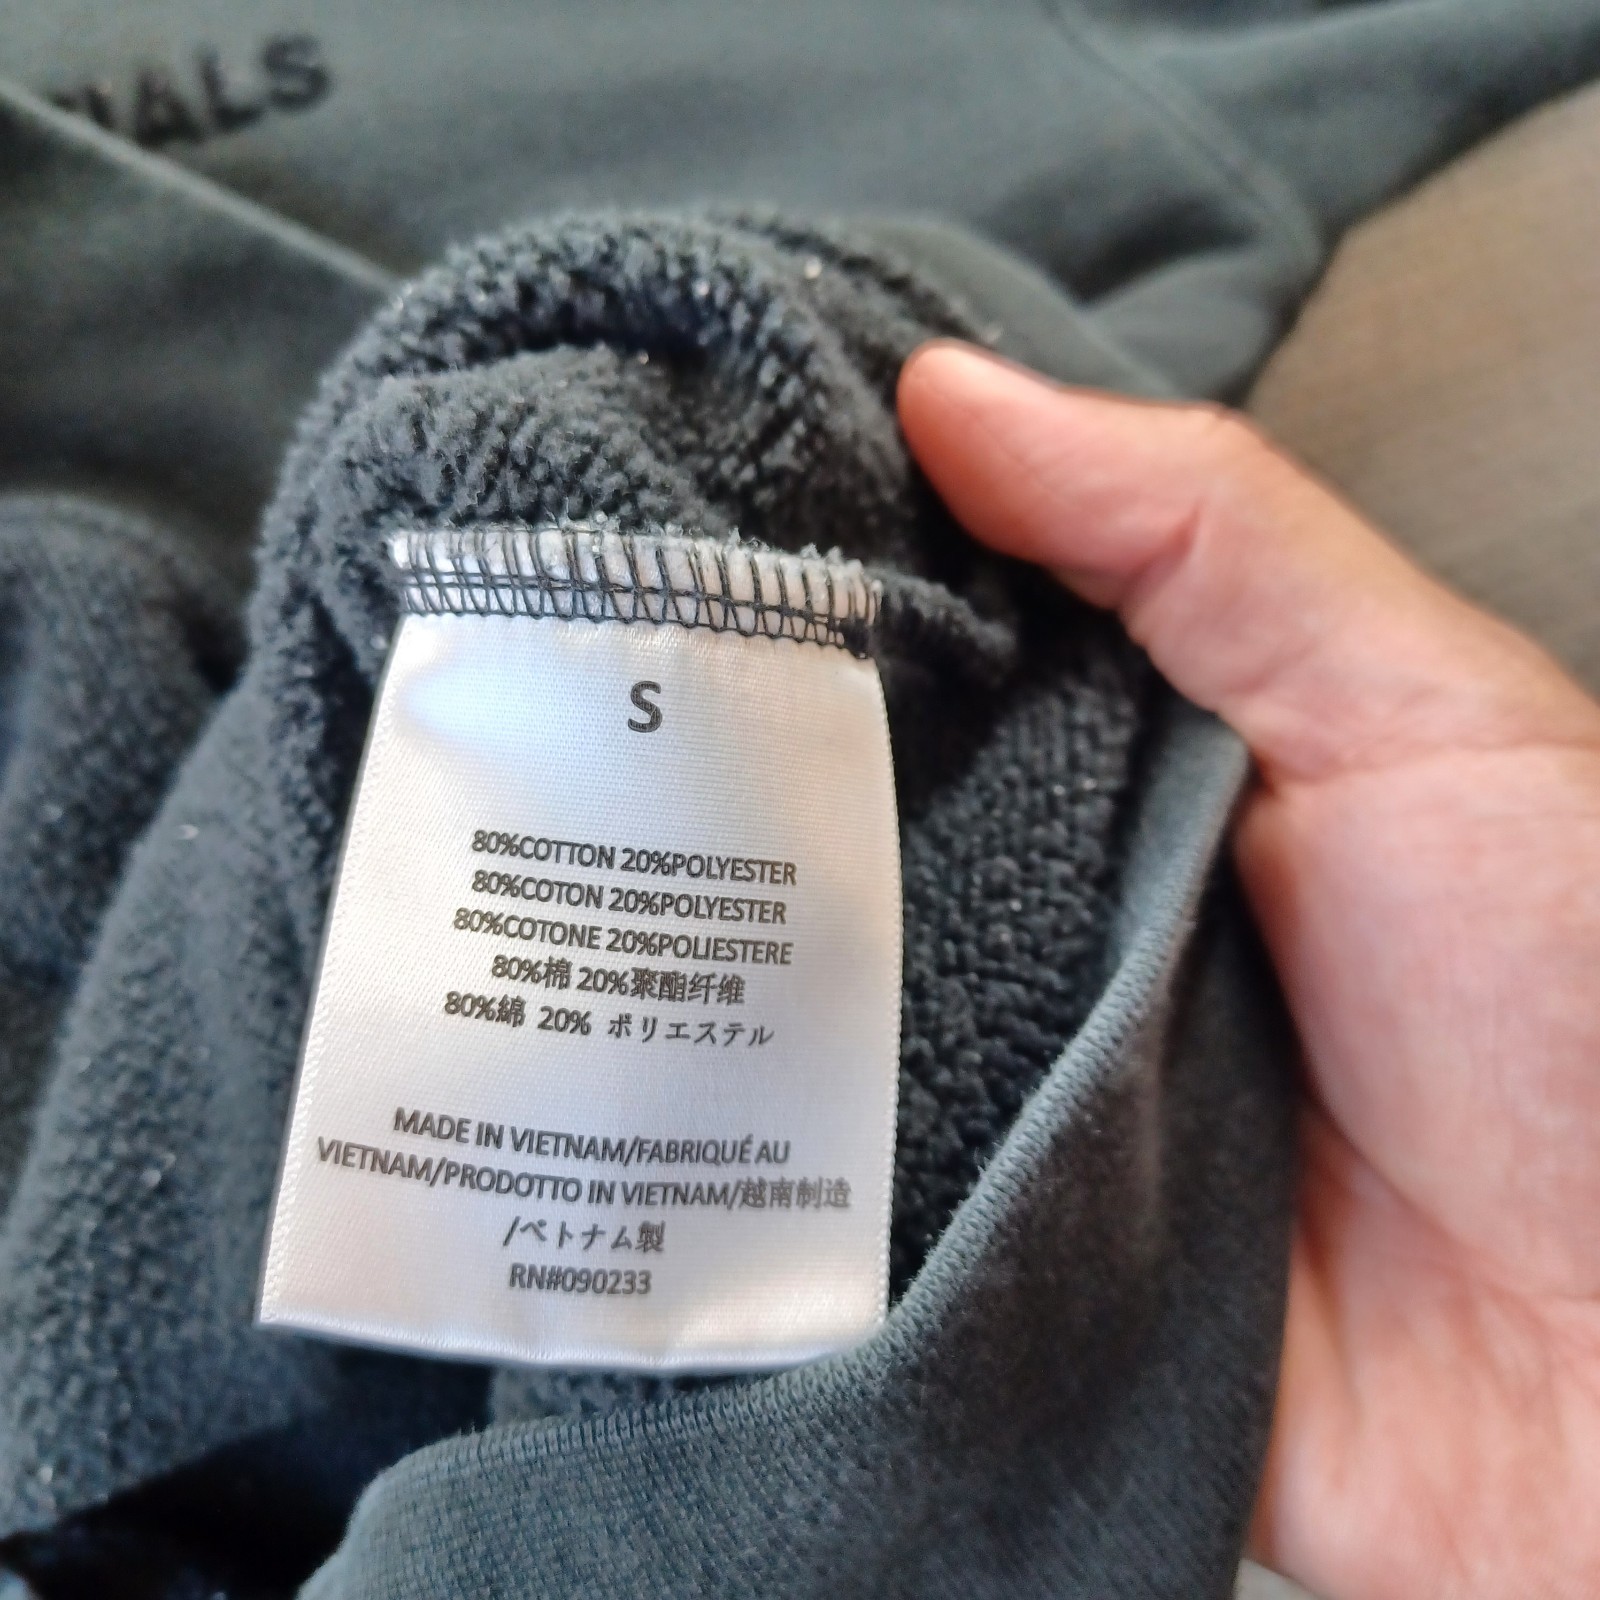 IALS
S
80%COTTON 20%POLYESTER
80%COTON 20%POLYESTER
80%COTONE 20%POLIESTERE
80%棉 20%聚酯纤维
80%綿 20% ポリエステル
MADE IN VIETNAM/FABRIQUÉ AU
VIETNAM/PRODOTTO IN VIETNAM/越南制造
/ベトナム製
RN#090233